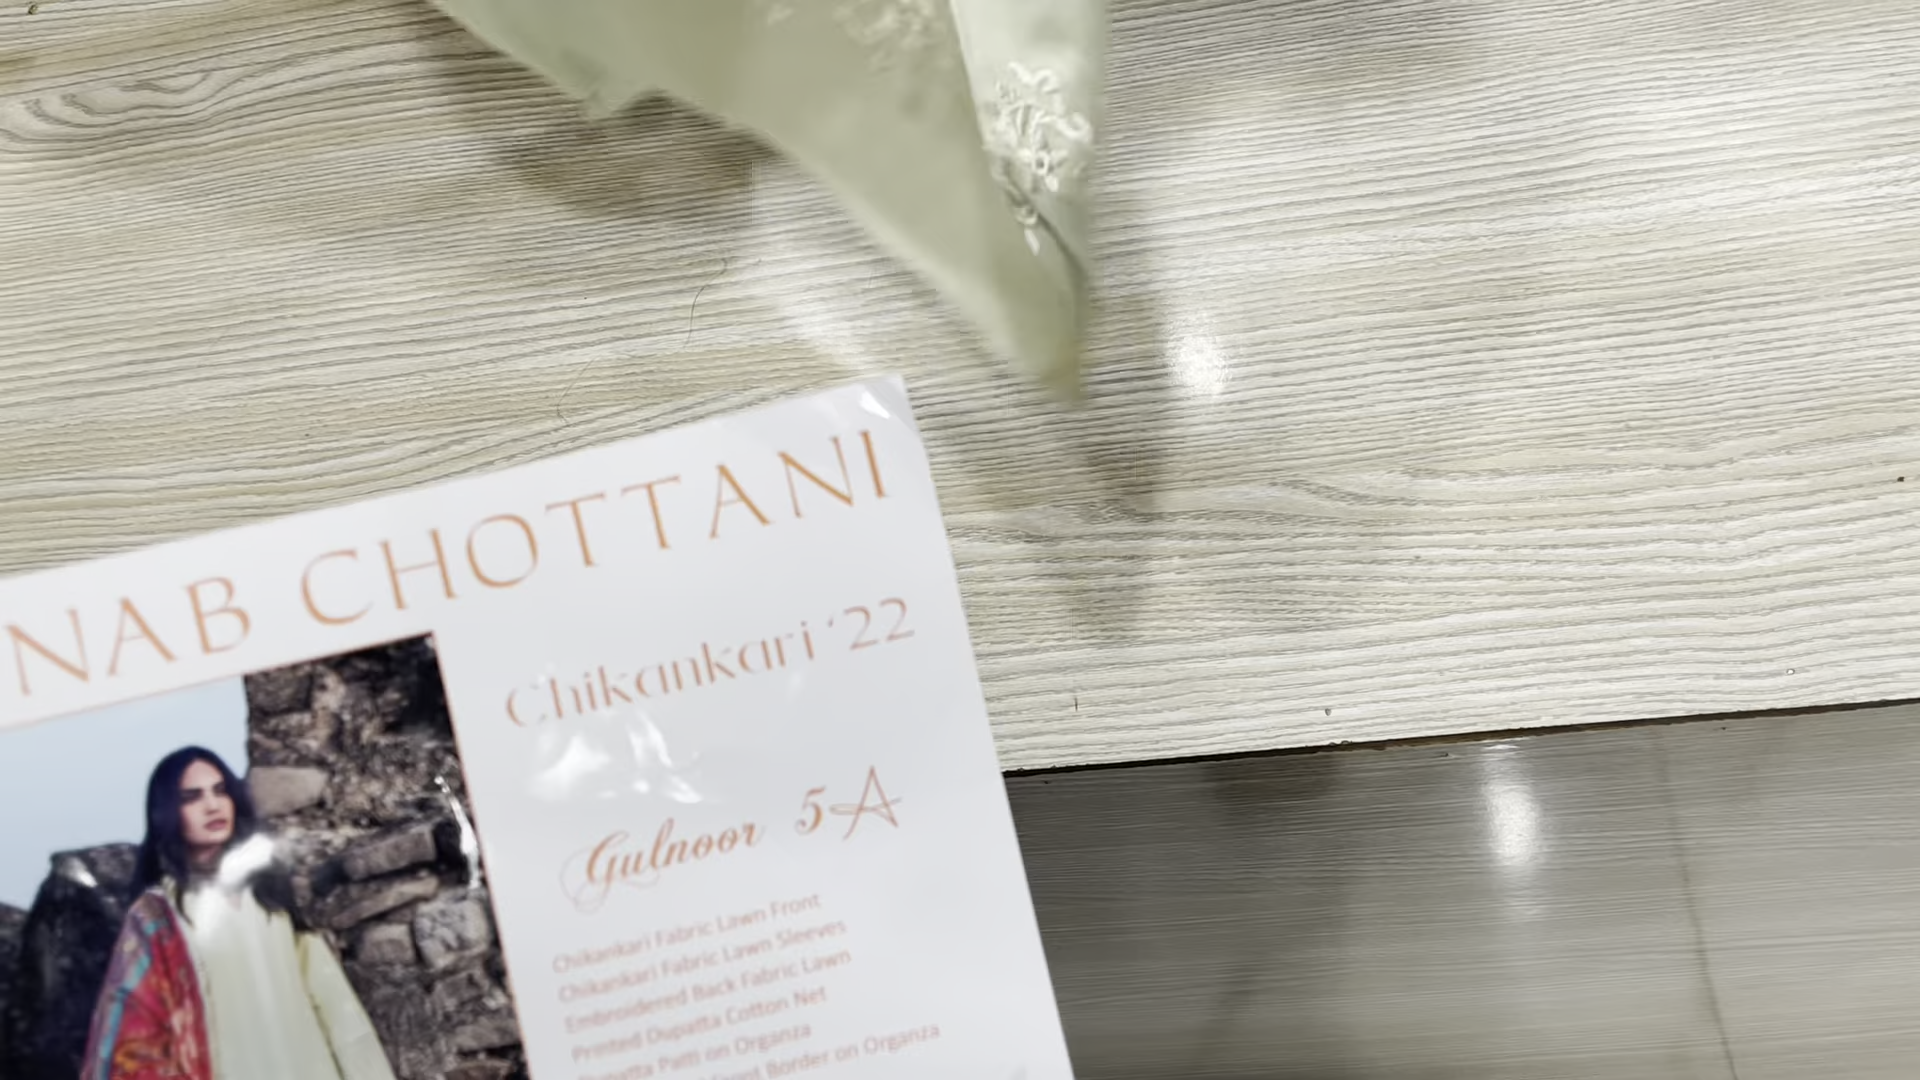 NAB CHOTTANI
Chikankari '22
Gulnoor 5A
Chikankari Fabric Lawn Front
Chikankari Fabric Lawn Sleeves
Embroidered Back Fabric Lawn
Printed Dupatta Cotton Net
Dupatta Patti on Organza
Front Border on Organza